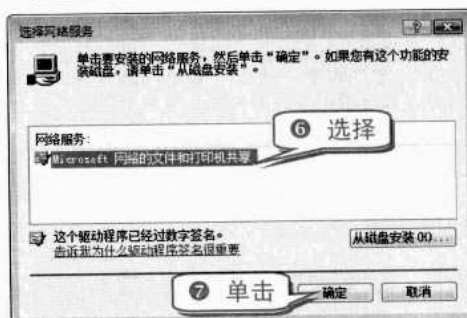 选择网络服务
单击要安装的网络服务，然后单击“确定”。如果您有这个功能的安
装磁盘，请单击“从磁盘安装”。
网络服务:
Microsoft 网络的文件和打印机共享
❻ 选择
这个驱动程序已经过数字签名。
告诉我为什么驱动程序签名很重要
从磁盘安装(H)...
❼ 单击
确定
取消